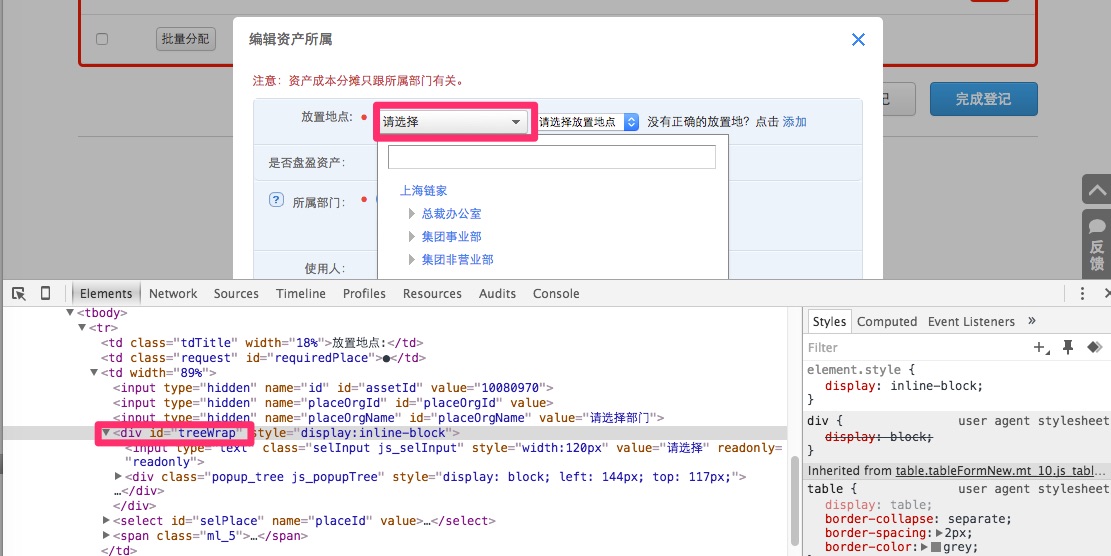 批量分配
编辑资产所属
注意：资产成本分摊只跟所属部门有关。
记
完成登记
放置地点: ● 请选择 请选择放置地点 没有正确的放置地？点击 添加
是否盘盈资产：
上海链家
? 所属部门: ●
总裁办公室
集团事业部
集团非营业部
使用人：
反馈
Elements Network Sources Timeline Profiles Resources Audits Console
▼<tbody>
▼<tr>
<td class="tdTitle" width="18%">放置地点:</td>
<td class="request" id="requiredPlace">●</td>
▼<td width="89%">
<input type="hidden" name="id" id="assetId" value="10080970">
<input type="hidden" name="placeOrgId" id="placeOrgId" value>
<input type="hidden" name="placeOrgName" id="placeOrgName" value="请选择部门">
▼<div id="treeWrap" style="display:inline-block">
<input type="text" class="selInput js_selInput" style="width:120px" value="请选择" readonly=
"readonly">
▶<div class="popup_tree js_popupTree" style="display: block; left: 144px; top: 117px;">
…</div>
</div>
▶<select id="selPlace" name="placeId" value>…</select>
▶<span class="ml_5">…</span>
</td>
Styles Computed Event Listeners »
Filter
element.style {
display: inline-block;
}
div { user agent stylesheet
display: block;
}
Inherited from table.tableFormNew.mt_10.js_tabl…
table { user agent stylesheet
display: table;
border-collapse: separate;
border-spacing:▶2px;
border-color:▶grey;